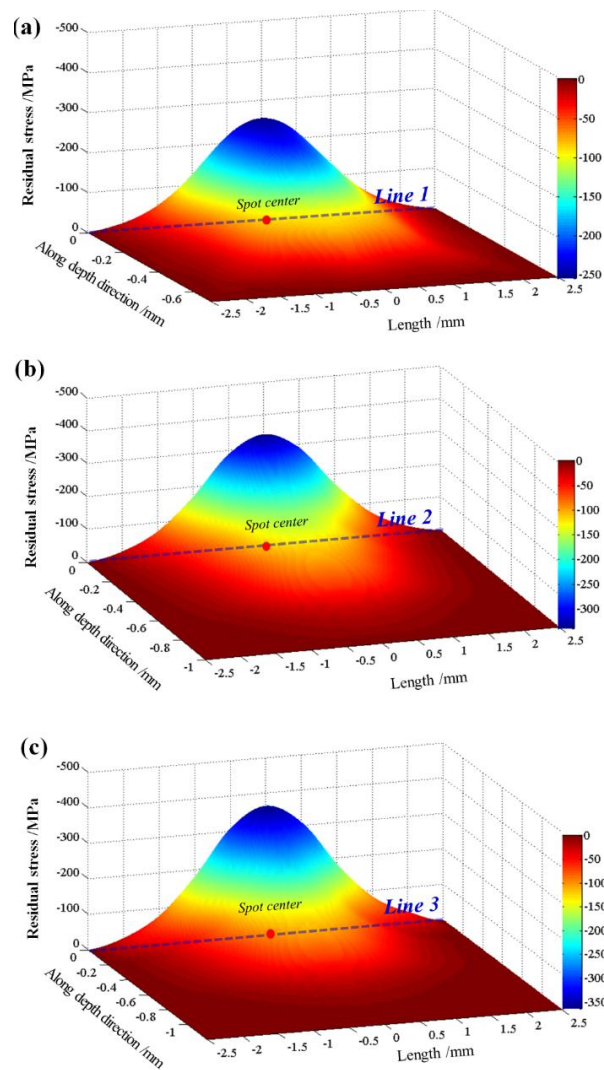 (a)
-500
-400
-300
-200
-100
0
Residual stress /MPa
0
-0.2
-0.4
-0.6
Along depth direction /mm
-2.5 -2 -1.5 -1 -0.5 0 0.5 1 1.5 2 2.5
Length /mm
Spot center
Line 1
0
-50
-100
-150
-200
-250
(b)
-500
-400
-300
-200
-100
0
Residual stress /MPa
0
-0.2
-0.4
-0.6
-0.8
-1
Along depth direction /mm
-2.5 -2 -1.5 -1 -0.5 0 0.5 1 1.5 2 2.5
Length /mm
Spot center
Line 2
0
-50
-100
-150
-200
-250
-300
(c)
-500
-400
-300
-200
-100
0
Residual stress /MPa
0
-0.2
-0.4
-0.6
-0.8
-1
Along depth direction /mm
-2.5 -2 -1.5 -1 -0.5 0 0.5 1 1.5 2 2.5
Length /mm
Spot center
Line 3
0
-50
-100
-150
-200
-250
-300
-350